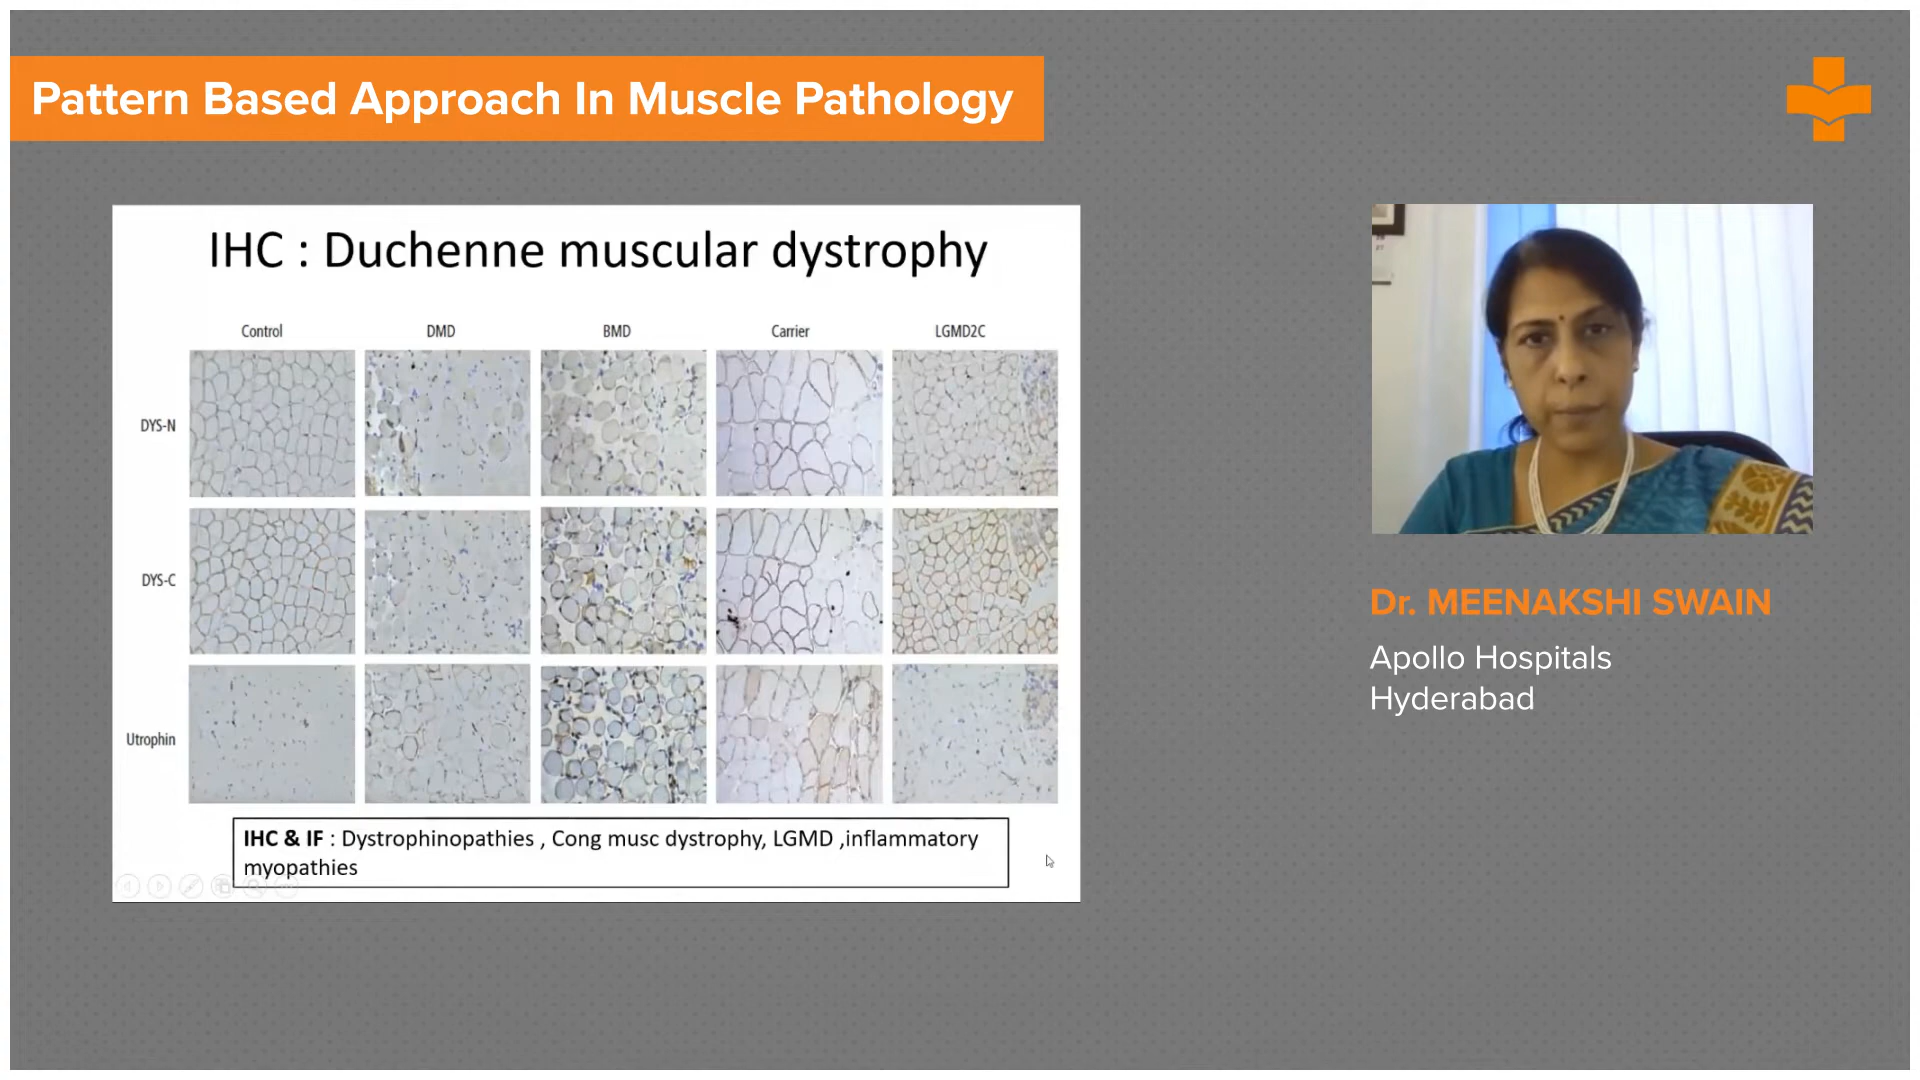 Pattern Based Approach In Muscle Pathology
IHC : Duchenne muscular dystrophy
Control DMD BMD Carrier LGMD2C
DYS-N
DYS-C
Utrophin
IHC & IF : Dystrophinopathies , Cong musc dystrophy, LGMD ,inflammatory
myopathies
Dr. MEENAKSHI SWAIN
Apollo Hospitals
Hyderabad